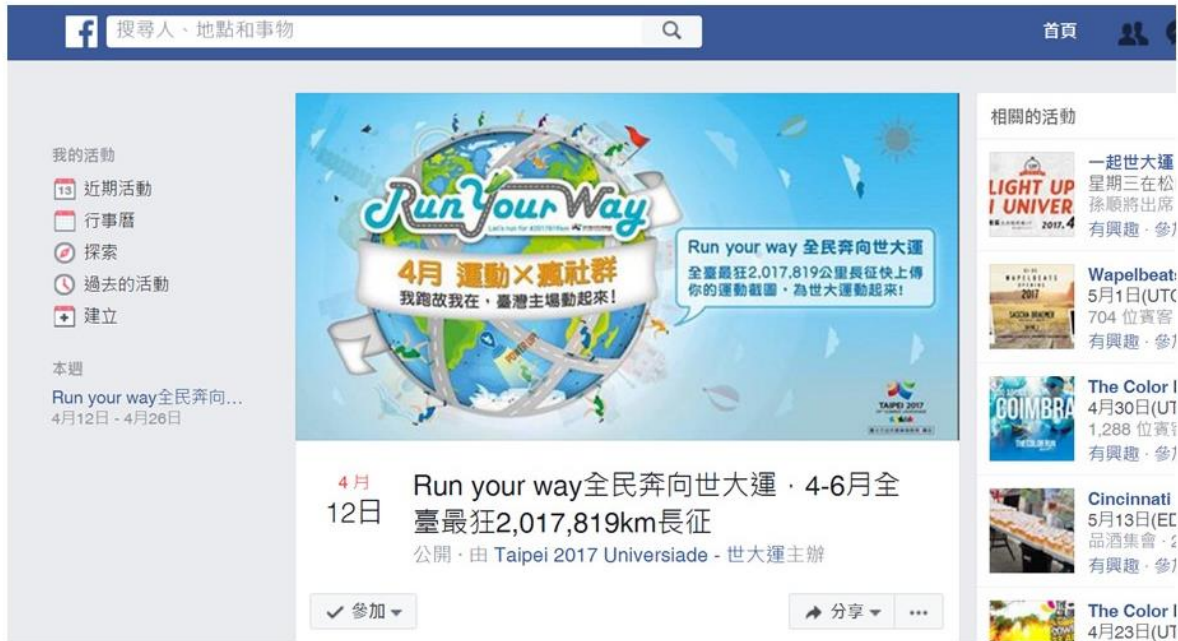 f
搜尋人、地點和事物
首頁
我的活動
13 近期活動
行事曆
探索
過去的活動
建立
本週
Run your way全民奔向…
4月12日 - 4月26日
Run Your Way
4月 運動×瘋社群
我跑故我在，臺灣主場動起來！
POWER UP
Run your way 全民奔向世大運
全臺最狂2,017,819公里長征快上傳
你的運動截圖，為世大運動起來！
TAIPEI 2017
4月
12日
Run your way全民奔向世大運．4-6月全
臺最狂2,017,819km長征
公開 · 由 Taipei 2017 Universiade - 世大運主辦
參加
分享
相關的活動
LIGHT UP
UNIVER
2017.4
一起世大運
星期三在松
孫順將出席
有興趣 · 參
WAPELBEATS
OPENING
2017
Wapelbeat
5月1日(UT
704 位賓客
有興趣 · 參
COIMBRA
The Color
4月30日(UT
1,288 位賓
有興趣 · 參
Cincinnati
5月13日(ED
品酒集會 · 2
有興趣 · 參
The Color
4月23日(UT